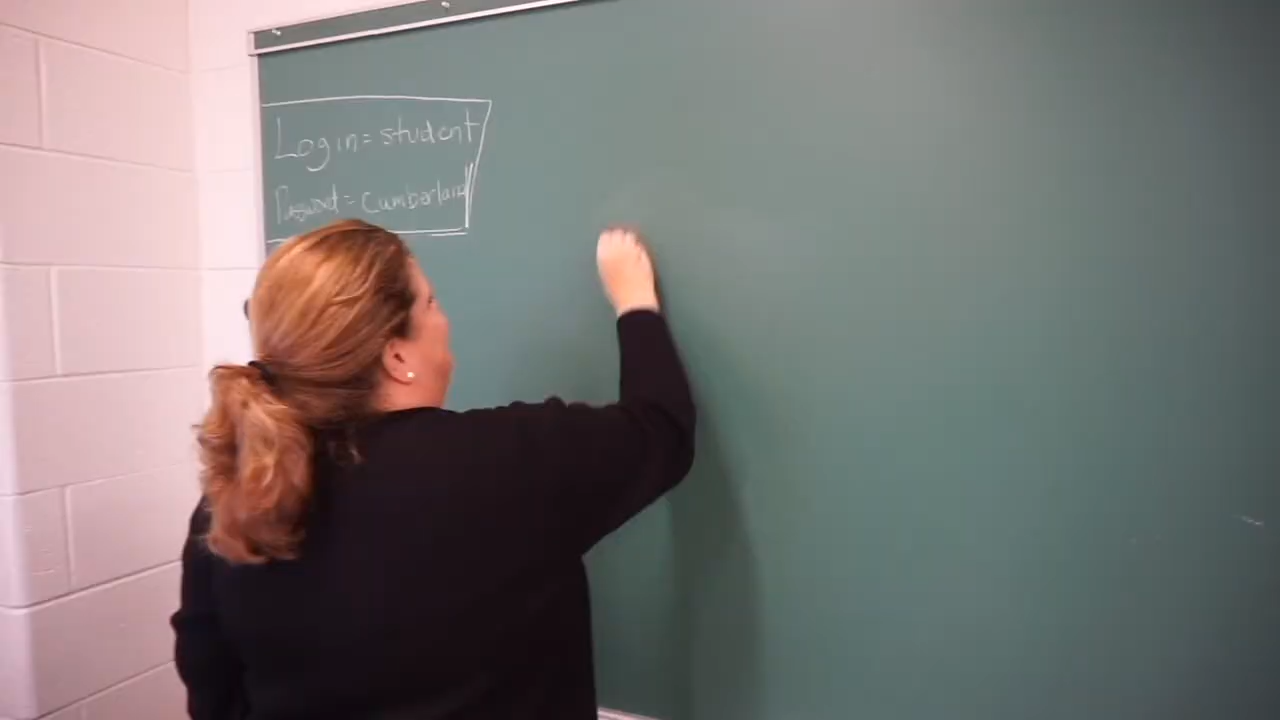 Login = student
Password = Cumberland